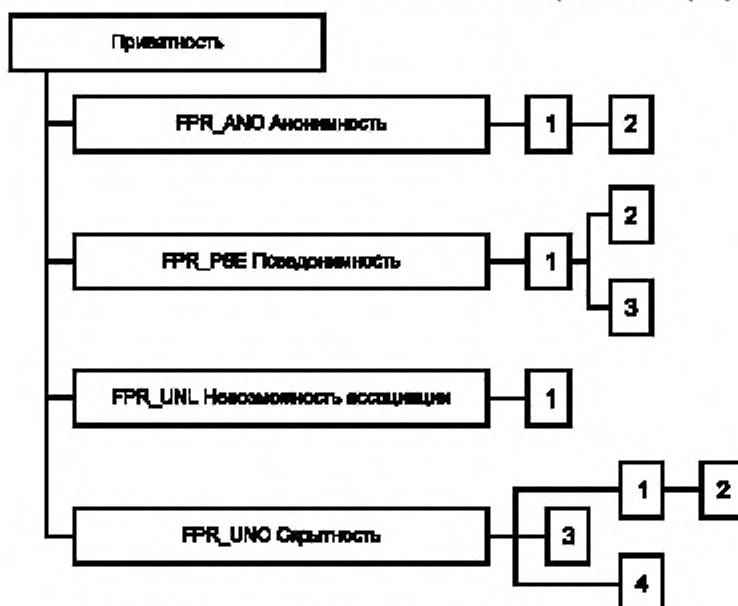 Приватность
FPR_ANO Анонимность 1 2
2
FPR_PSE Псевдонимность 1
3
FPR_UNL Невозможность ассоциации 1
1 2
FPR_UNO Скрытность 3
4